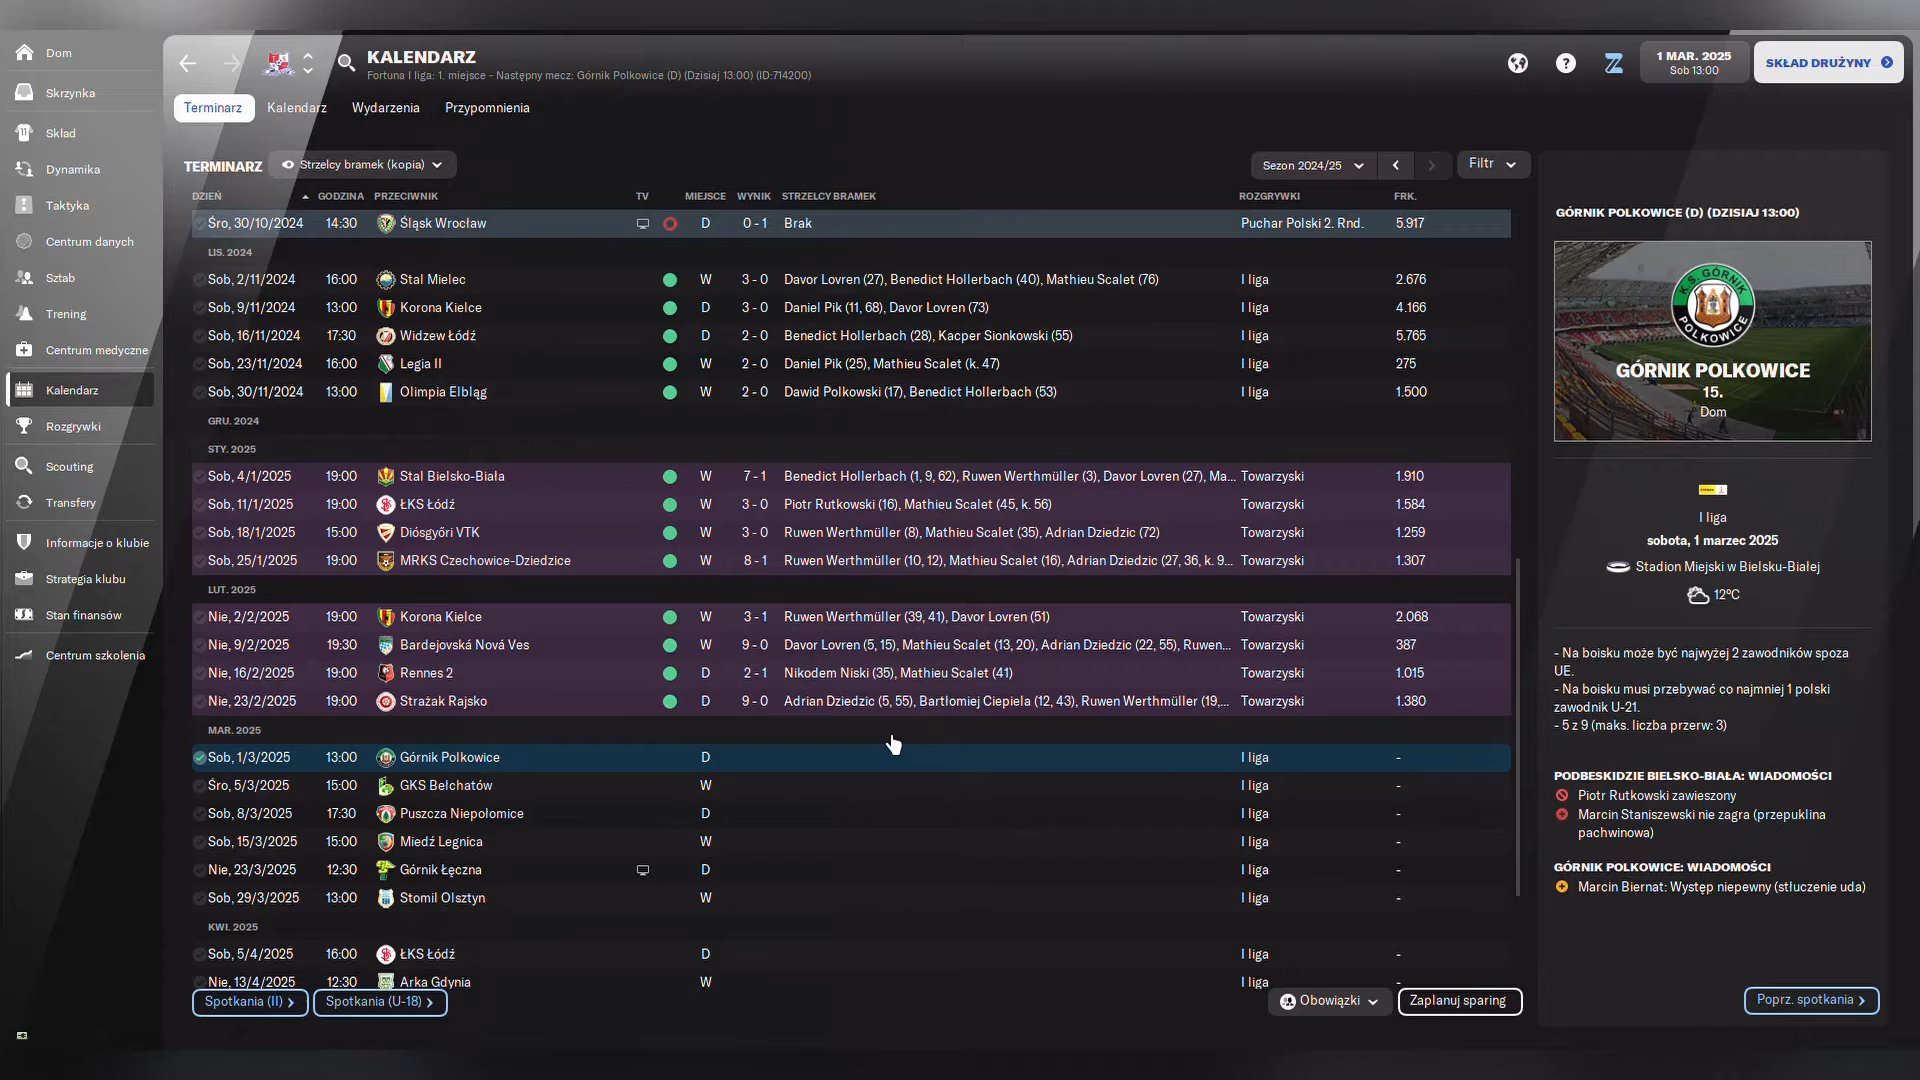 Dom
Skrzynka
Skład
Dynamika
Taktyka
Centrum danych
Sztab
Trening
Centrum medyczne
Kalendarz
Rozgrywki
Scouting
Transfery
Informacje o klubie
Strategia klubu
Stan finansów
Centrum szkolenia
KALENDARZ
Fortuna I liga: 1. miejsce - Następny mecz: Górnik Polkowice (D) (Dzisiaj 13:00) (ID:714200)
1 MAR. 2025
Sob 13:00
SKŁAD DRUŻYNY
Terminarz Kalendarz Wydarzenia Przypomnienia
TERMINARZ Strzelcy bramek (kopia) Sezon 2024/25 Filtr
DZIEŃ GODZINA PRZECIWNIK TV MIEJSCE WYNIK STRZELCY BRAMEK ROZGRYWKI FRK.
Śro, 30/10/2024 14:30 Śląsk Wrocław D 0 - 1 Brak Puchar Polski 2. Rnd. 5.917
LIS. 2024
Sob, 2/11/2024 16:00 Stal Mielec W 3 - 0 Davor Lovren (27), Benedict Hollerbach (40), Mathieu Scalet (76) I liga 2.676
Sob, 9/11/2024 13:00 Korona Kielce D 3 - 0 Daniel Pik (11, 68), Davor Lovren (73) I liga 4.166
Sob, 16/11/2024 17:30 Widzew Łódź D 2 - 0 Benedict Hollerbach (28), Kacper Sionkowski (55) I liga 5.765
Sob, 23/11/2024 16:00 Legia II W 2 - 0 Daniel Pik (25), Mathieu Scalet (k. 47) I liga 275
Sob, 30/11/2024 13:00 Olimpia Elbląg W 2 - 0 Dawid Polkowski (17), Benedict Hollerbach (53) I liga 1.500
GRU. 2024
STY. 2025
Sob, 4/1/2025 19:00 Stal Bielsko-Biała W 7 - 1 Benedict Hollerbach (1, 9, 62), Ruwen Werthmüller (3), Davor Lovren (27), Ma... Towarzyski 1.910
Sob, 11/1/2025 19:00 ŁKS Łódź W 3 - 0 Piotr Rutkowski (16), Mathieu Scalet (45, k. 56) Towarzyski 1.584
Sob, 18/1/2025 15:00 Diósgyőri VTK W 3 - 0 Ruwen Werthmüller (8), Mathieu Scalet (35), Adrian Dziedzic (72) Towarzyski 1.259
Sob, 25/1/2025 19:00 MRKS Czechowice-Dziedzice W 8 - 1 Ruwen Werthmüller (10, 12), Mathieu Scalet (16), Adrian Dziedzic (27, 36, k. 9... Towarzyski 1.307
LUT. 2025
Nie, 2/2/2025 19:00 Korona Kielce W 3 - 1 Ruwen Werthmüller (39, 41), Davor Lovren (51) Towarzyski 2.068
Nie, 9/2/2025 19:30 Bardejovská Nová Ves W 9 - 0 Davor Lovren (5, 15), Mathieu Scalet (13, 20), Adrian Dziedzic (22, 55), Ruwen... Towarzyski 387
Nie, 16/2/2025 19:00 Rennes 2 D 2 - 1 Nikodem Niski (35), Mathieu Scalet (41) Towarzyski 1.015
Nie, 23/2/2025 19:00 Strażak Rajsko D 9 - 0 Adrian Dziedzic (5, 55), Bartłomiej Ciepiela (12, 43), Ruwen Werthmüller (19,... Towarzyski 1.380
MAR. 2025
Sob, 1/3/2025 13:00 Górnik Polkowice D I liga -
Śro, 5/3/2025 15:00 GKS Bełchatów W I liga -
Sob, 8/3/2025 17:30 Puszcza Niepołomice D I liga -
Sob, 15/3/2025 15:00 Miedź Legnica W I liga -
Nie, 23/3/2025 12:30 Górnik Łęczna D I liga -
Sob, 29/3/2025 13:00 Stomil Olsztyn W I liga -
KWI. 2025
Sob, 5/4/2025 16:00 ŁKS Łódź D I liga -
Nie, 13/4/2025 12:30 Arka Gdynia W I liga -
Spotkania (II) Spotkania (U-18) Obowiązki Zaplanuj sparing
GÓRNIK POLKOWICE (D) (DZISIAJ 13:00)
K.S. GÓRNIK
POLKOWICE
GÓRNIK POLKOWICE
15.
Dom
I liga
sobota, 1 marzec 2025
Stadion Miejski w Bielsku-Białej
12°C
- Na boisku może być najwyżej 2 zawodników spoza
UE.
- Na boisku musi przebywać co najmniej 1 polski
zawodnik U-21.
- 5 z 9 (maks. liczba przerw: 3)
PODBESKIDZIE BIELSKO-BIAŁA: WIADOMOŚCI
Piotr Rutkowski zawieszony
Marcin Staniszewski nie zagra (przepuklina
pachwinowa)
GÓRNIK POLKOWICE: WIADOMOŚCI
Marcin Biernat: Występ niepewny (stłuczenie uda)
Poprz. spotkania